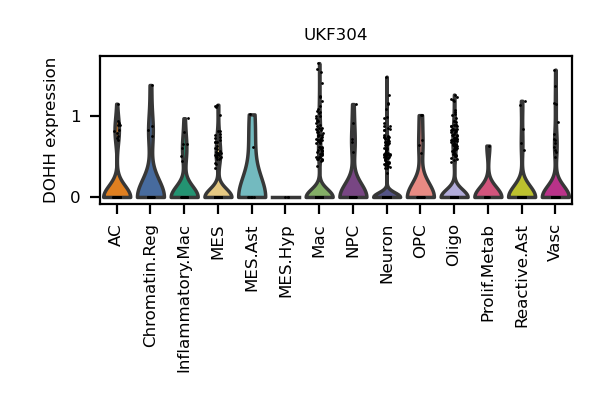 UKF304
DOHH expression
1
0
AC
Chromatin.Reg
Inflammatory.Mac
MES
MES.Ast
MES.Hyp
Mac
NPC
Neuron
OPC
Oligo
Prolif.Metab
Reactive.Ast
Vasc